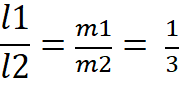 l1/l2 = m1/m2 = 1/3